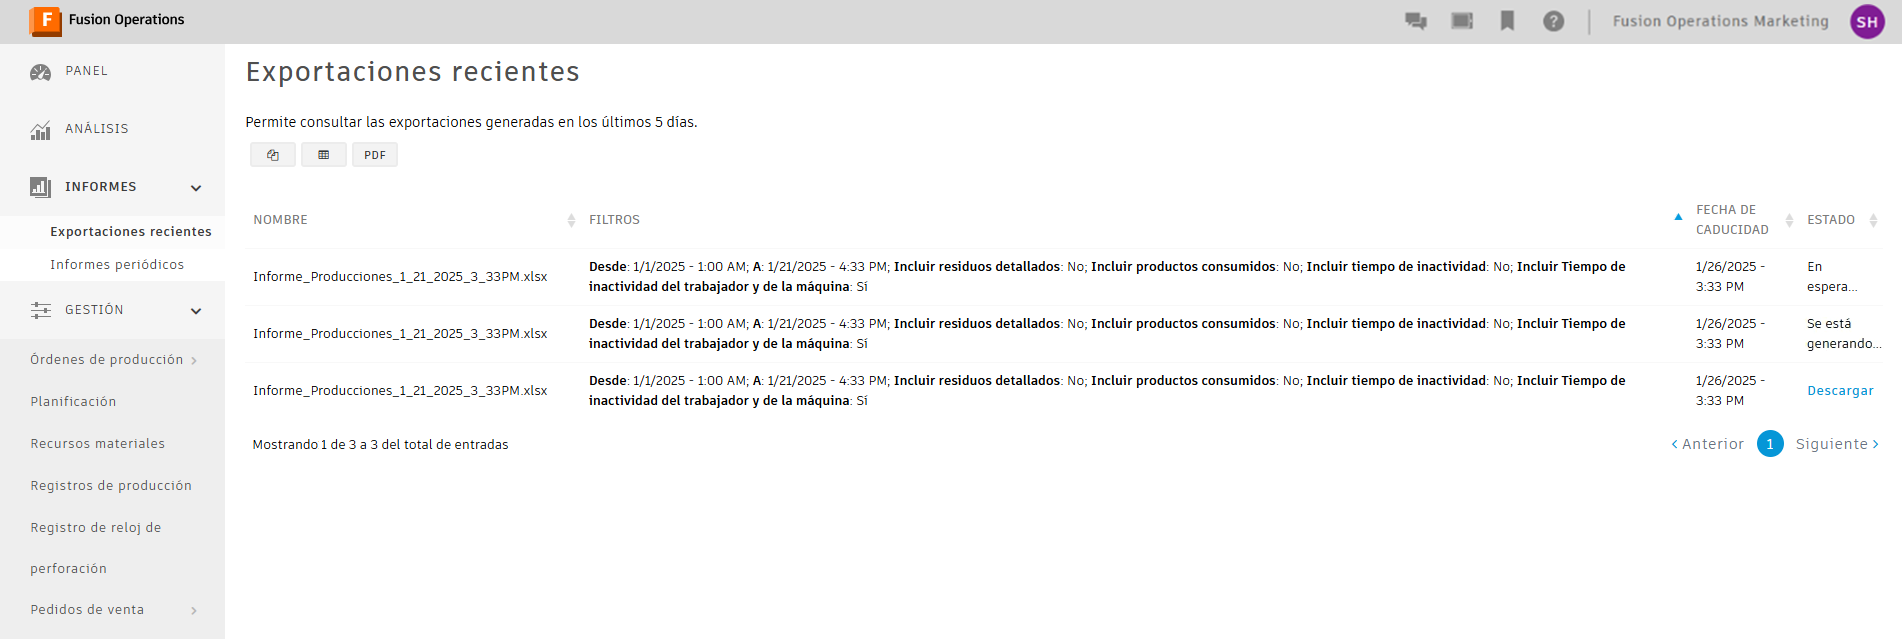 F Fusion Operations
Fusion Operations Marketing SH
PANEL
ANÁLISIS
INFORMES
Exportaciones recientes
Informes periódicos
GESTIÓN
Órdenes de producción
Planificación
Recursos materiales
Registros de producción
Registro de reloj de
perforación
Pedidos de venta
Exportaciones recientes
Permite consultar las exportaciones generadas en los últimos 5 días.
PDF
NOMBRE FILTROS FECHA DE CADUCIDAD ESTADO
Informe_Producciones_1_21_2025_3_33PM.xlsx
Desde: 1/1/2025 - 1:00 AM; A: 1/21/2025 - 4:33 PM; Incluir residuos detallados: No; Incluir productos consumidos: No; Incluir tiempo de inactividad: No; Incluir Tiempo de
inactividad del trabajador y de la máquina: Sí
1/26/2025 -
3:33 PM
En
espera...
Informe_Producciones_1_21_2025_3_33PM.xlsx
Desde: 1/1/2025 - 1:00 AM; A: 1/21/2025 - 4:33 PM; Incluir residuos detallados: No; Incluir productos consumidos: No; Incluir tiempo de inactividad: No; Incluir Tiempo de
inactividad del trabajador y de la máquina: Sí
1/26/2025 -
3:33 PM
Se está
generando...
Informe_Producciones_1_21_2025_3_33PM.xlsx
Desde: 1/1/2025 - 1:00 AM; A: 1/21/2025 - 4:33 PM; Incluir residuos detallados: No; Incluir productos consumidos: No; Incluir tiempo de inactividad: No; Incluir Tiempo de
inactividad del trabajador y de la máquina: Sí
1/26/2025 -
3:33 PM
Descargar
Mostrando 1 de 3 a 3 del total de entradas
‹ Anterior 1 Siguiente ›